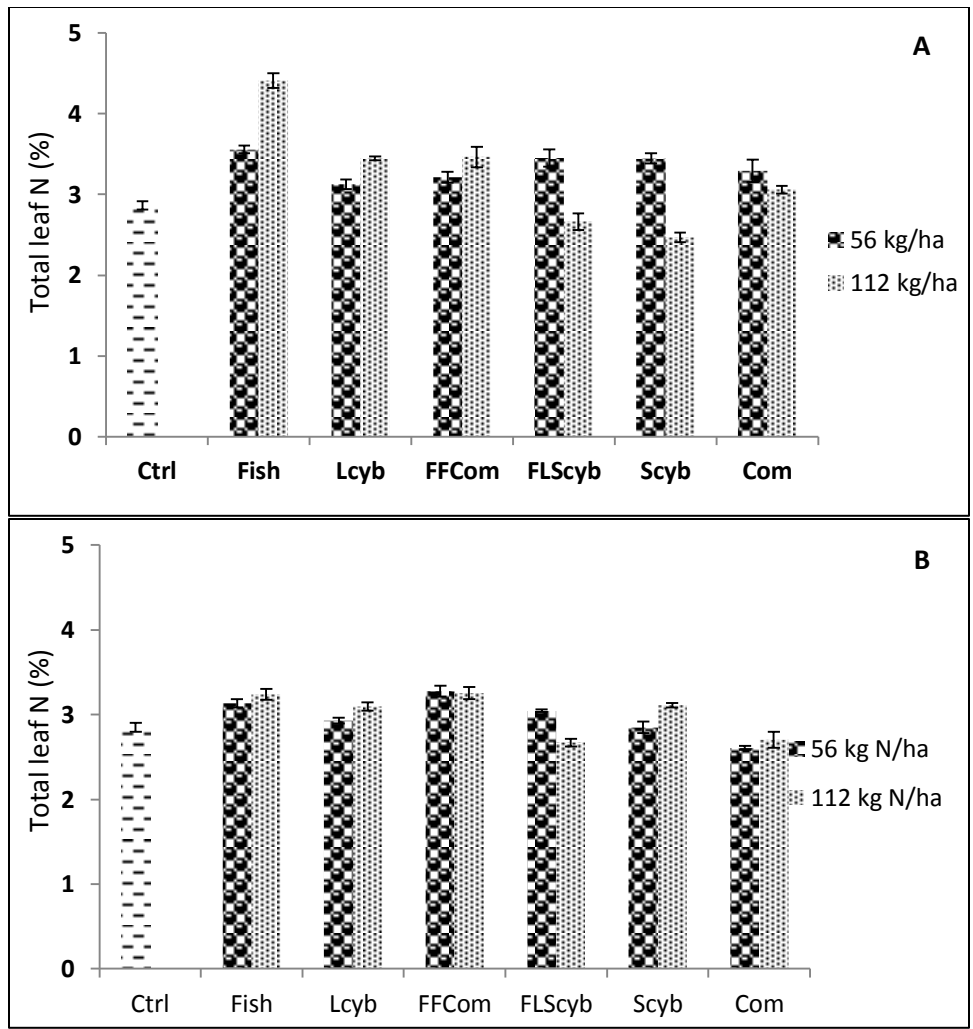 A
Total leaf N (%)
5
4
3
2
1
0
56 kg/ha
112 kg/ha
Ctrl Fish Lcyb FFCom FLScyb Scyb Com
B
Total leaf N (%)
5
4
3
2
1
0
56 kg N/ha
112 kg N/ha
Ctrl Fish Lcyb FFCom FLScyb Scyb Com